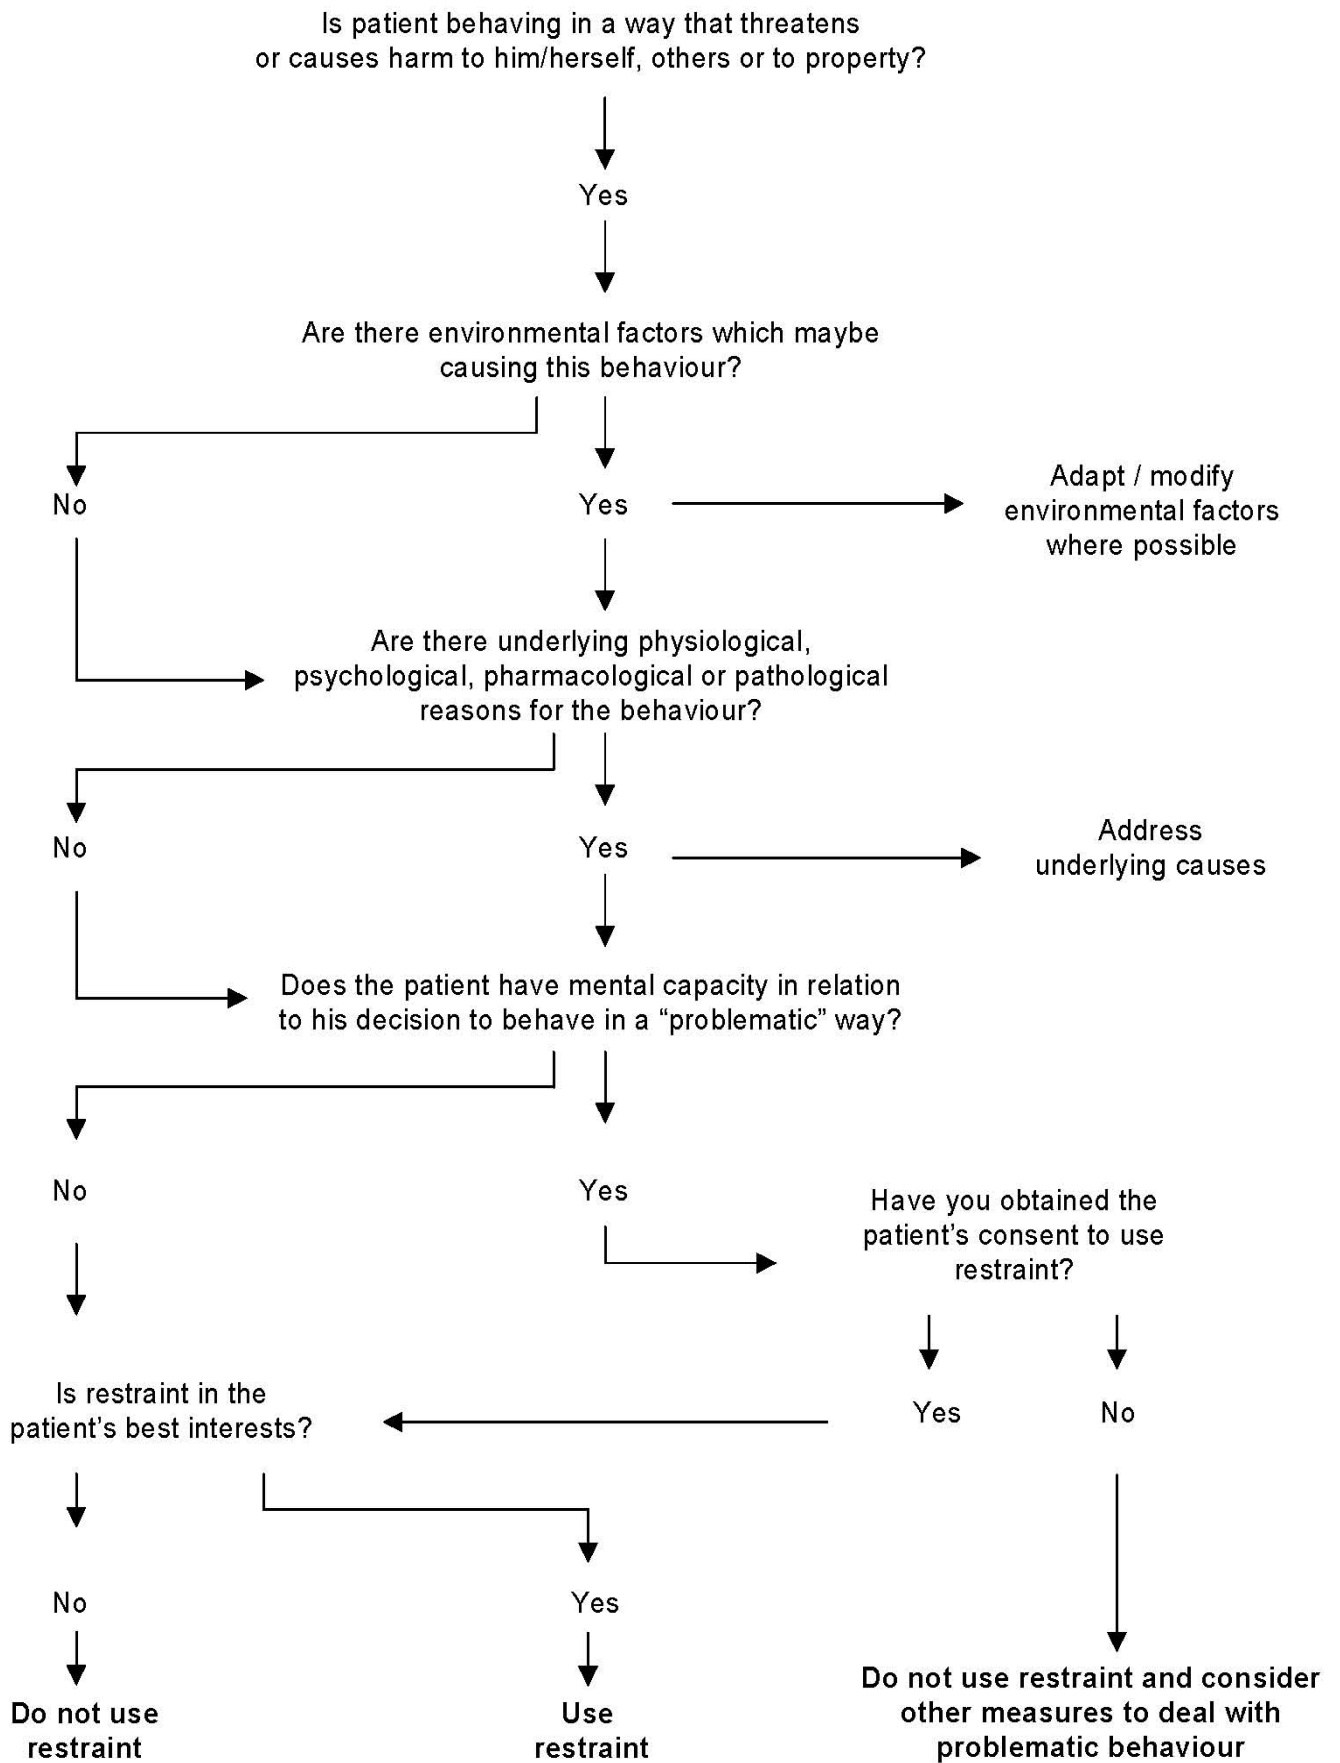 Is patient behaving in a way that threatens
or causes harm to him/herself, others or to property?
Yes
Are there environmental factors which maybe
causing this behaviour?
No
Yes
Adapt / modify
environmental factors
where possible
Are there underlying physiological,
psychological, pharmacological or pathological
reasons for the behaviour?
No
Yes
Address
underlying causes
Does the patient have mental capacity in relation
to his decision to behave in a “problematic” way?
No
Yes
Have you obtained the
patient’s consent to use
restraint?
Yes
No
Is restraint in the
patient’s best interests?
No
Yes
Do not use
restraint
Use
restraint
Do not use restraint and consider
other measures to deal with
problematic behaviour